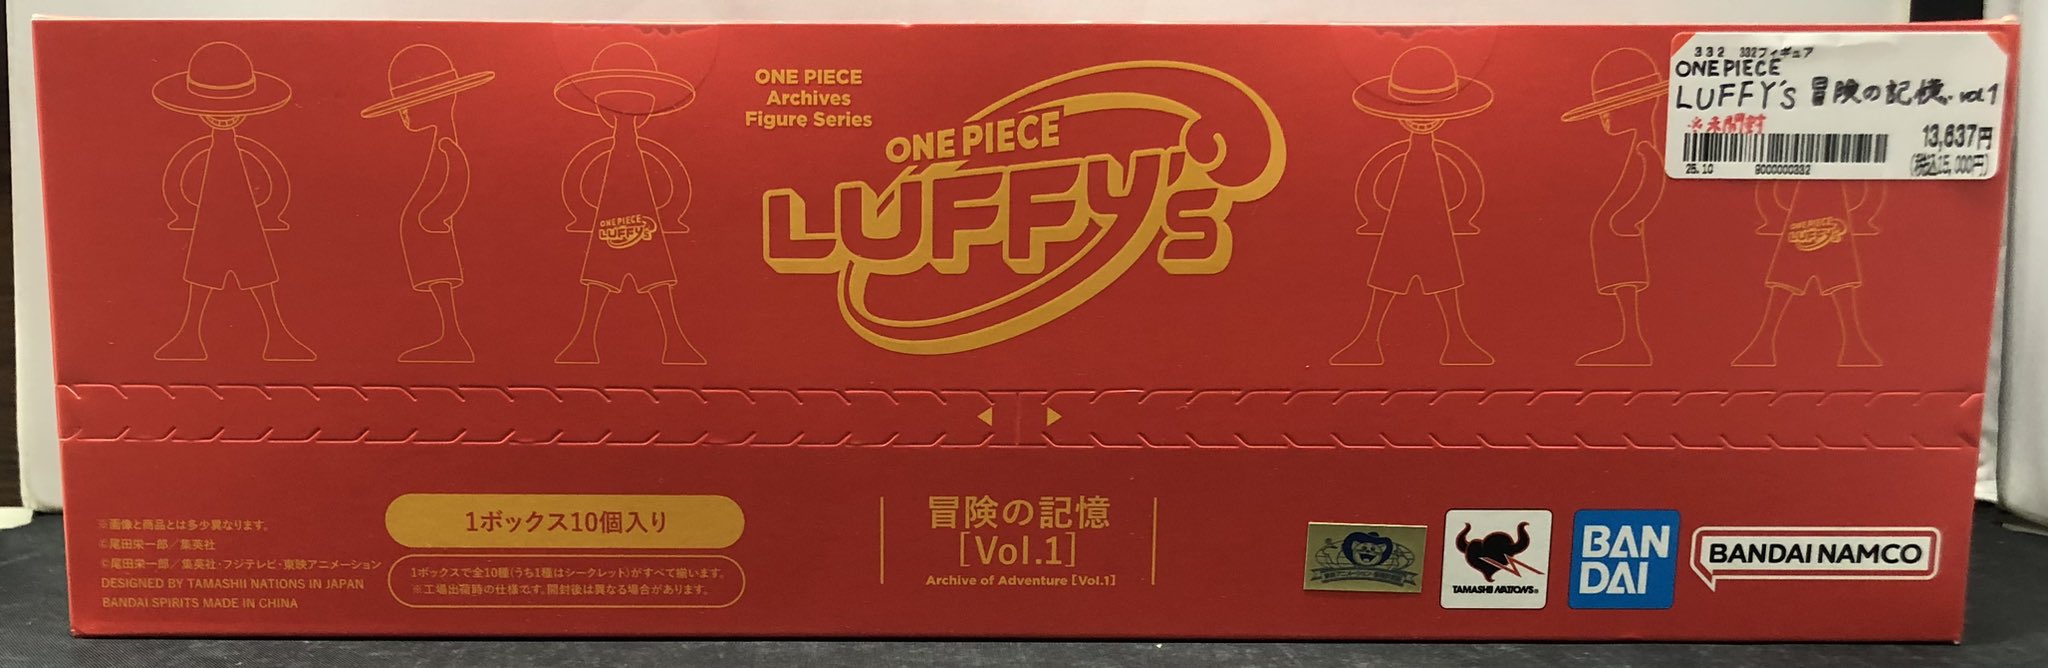 ONE PIECE
Archives
Figure Series
ONE PIECE
LUFFY's
ONE PIECE
LUFFY's
ONE PIECE
LUFFY's
332 332フィギュア
ONEPIECE
LUFFY's 冒険の記憶 vol.1
※未開封
13,637円
(税込15,000円)
25.10 9000000332
※画像と商品とは多少異なります。
©尾田栄一郎/集英社
©尾田栄一郎/集英社・フジテレビ・東映アニメーション
DESIGNED BY TAMASHII NATIONS IN JAPAN
BANDAI SPIRITS MADE IN CHINA
1ボックス10個入り
1ボックスで全10種(うち1種はシークレット)がすべて揃います。
※工場出荷時の仕様です。開封後は異なる場合があります。
冒険の記憶
[Vol.1]
Archive of Adventure [Vol.1]
TAMASHII NATIONS®
BAN
DAI
BANDAI NAMCO